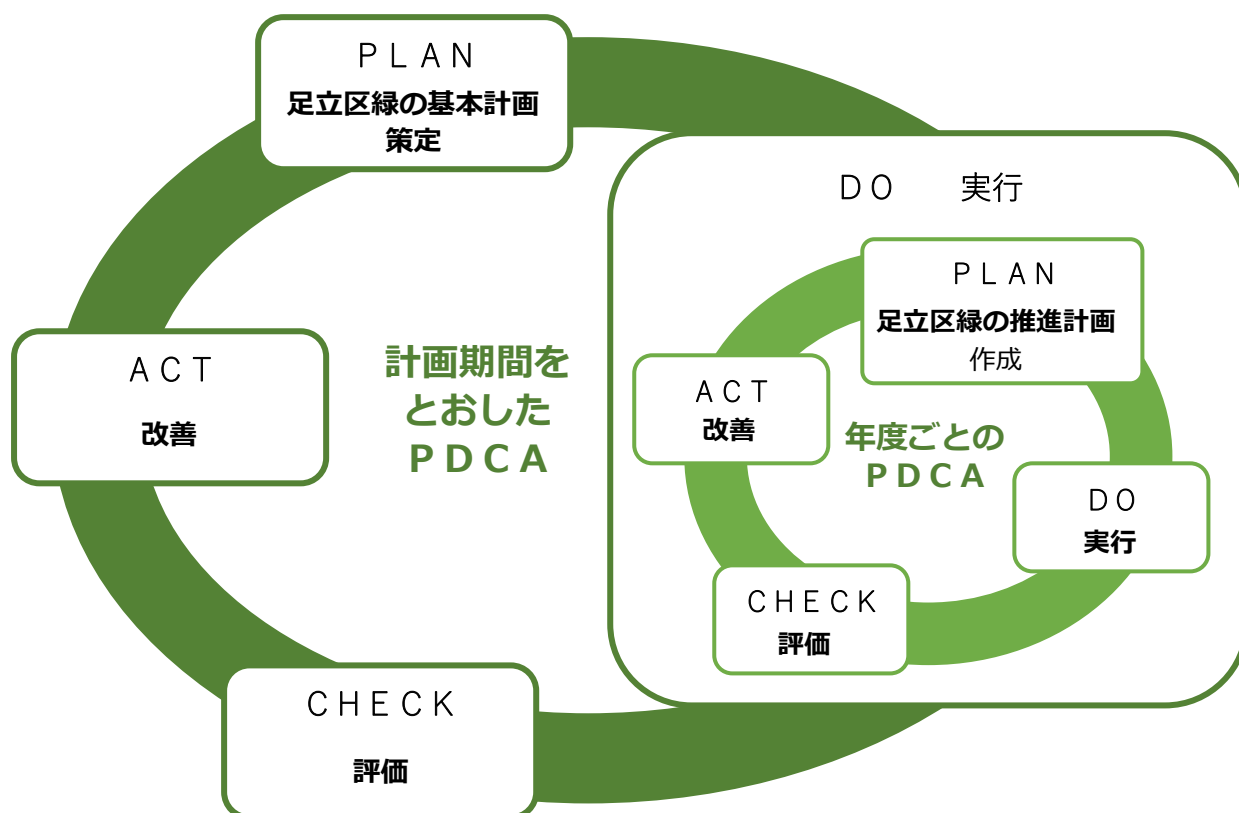 ＰＬＡＮ
足立区緑の基本計画
策定
ＤＯ　実行
ＰＬＡＮ
足立区緑の推進計画
作成
ＡＣＴ
改善
計画期間を
とおした
ＰＤＣＡ
ＡＣＴ
改善
年度ごとの
ＰＤＣＡ
ＤＯ
実行
ＣＨＥＣＫ
評価
ＣＨＥＣＫ
評価